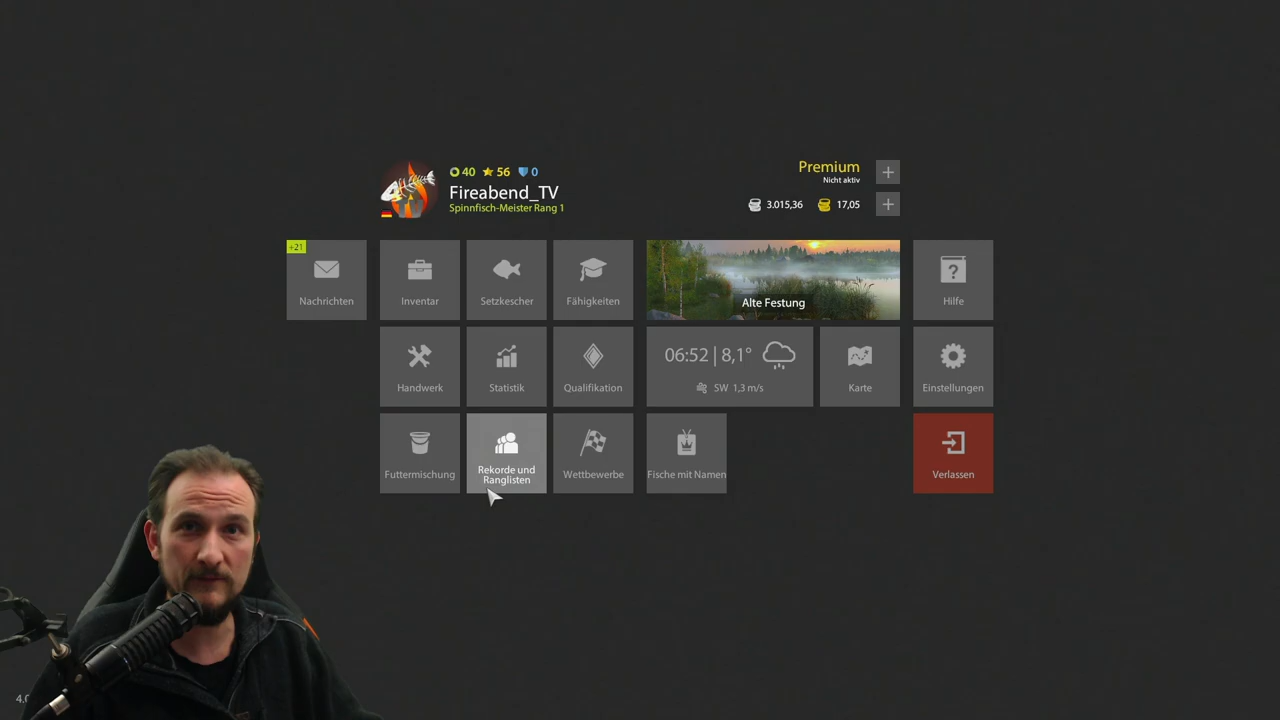 40 56 0
Fireabend_TV
Spinnfisch-Meister Rang 1
Premium
Nicht aktiv
3.015,36 17,05
+21
Nachrichten
Inventar
Setzkescher
Fähigkeiten
Alte Festung
Hilfe
Handwerk
Statistik
Qualifikation
06:52 | 8,1°
SW 1,3 m/s
Karte
Einstellungen
Futtermischung
Rekorde und
Ranglisten
Wettbewerbe
Fische mit Namen
Verlassen